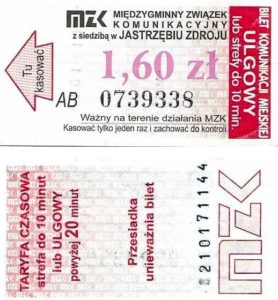 MZK MIĘDZYGMINNY ZWIĄZEK
KOMUNIKACYJNY
z siedzibą w JASTRZĘBIU ZDROJU
Tu
kasować
1,60 zł
AB 0739338
Ważny na terenie działania MZK
Kasować tylko jeden raz i zachować do kontroli
BILET KOMUNIKACJI MIEJSKIEJ
ULGOWY
lub strefa do 10 min.
TARYFA CZASOWA
strefa do 10 minut
lub ULGOWY
powyżej 20 minut
Przesiadka
unieważnia bilet
0210171144
MZK